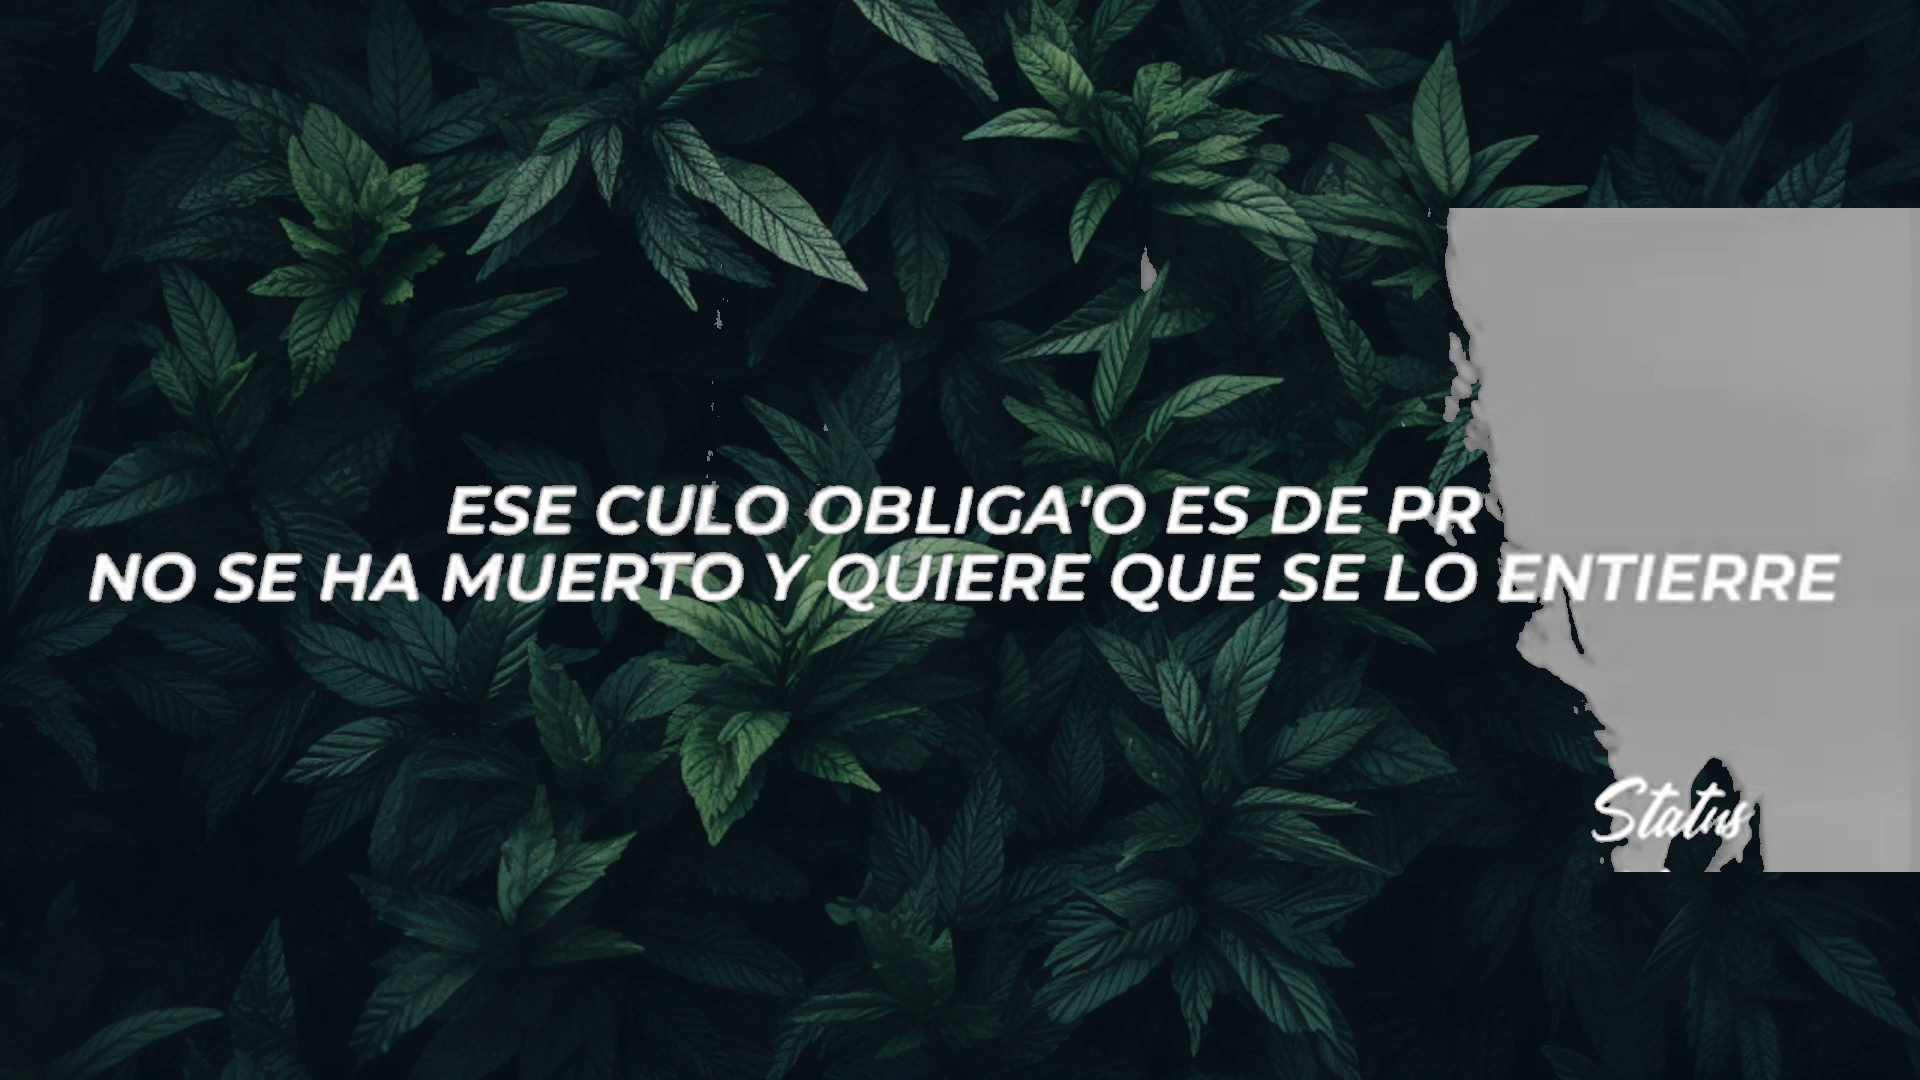 ESE CULO OBLIGA'O ES DE PR
NO SE HA MUERTO Y QUIERE QUE SE LO ENTIERRE
Status